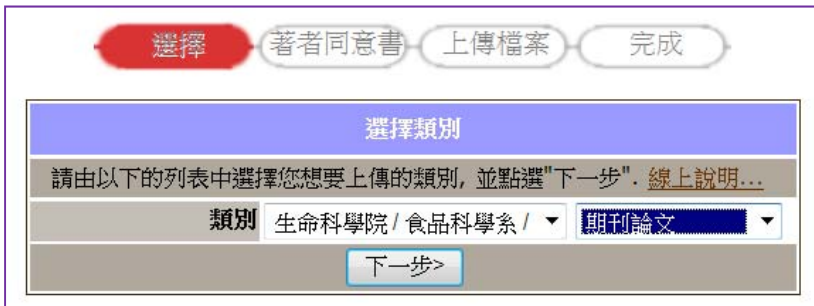 選擇 著者同意書 上傳檔案 完成
選擇類別
請由以下的列表中選擇您想要上傳的類別, 並點選"下一步". 線上說明...
類別 生命科學院 / 食品科學系 / 期刊論文
下一步>